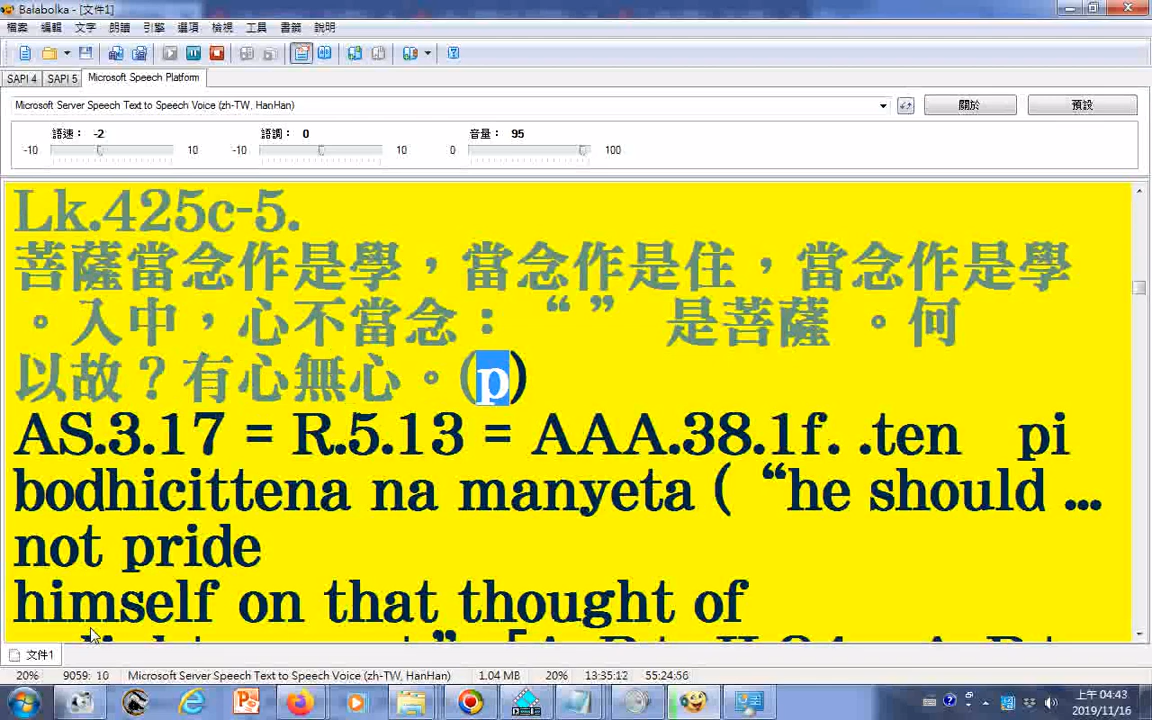 Balabolka - [文件1]
檔案 編輯 文字 朗讀 引擎 選項 檢視 工具 書籤 說明
SAPI 4 SAPI 5 Microsoft Speech Platform
Microsoft Server Speech Text to Speech Voice (zh-TW, HanHan) 關於 預設
語速： -2 語調： 0 音量： 95
-10 10 -10 10 0 100
Lk.425c-5.
菩薩當念作是學，當念作是住，當念作是學
。入中，心不當念：“ ” 是菩薩 。何
以故？有心無心。(p)
AS.3.17 = R.5.13 = AAA.38.1f. .ten pi
bodhicittena na manyeta ( “he should ...
not pride
himself on that thought of
文件1
20% 9059: 10 Microsoft Server Speech Text to Speech Voice (zh-TW, HanHan) 1.04 MB 20% 13:35:12 55:24:56
上午 04:43
2019/11/16